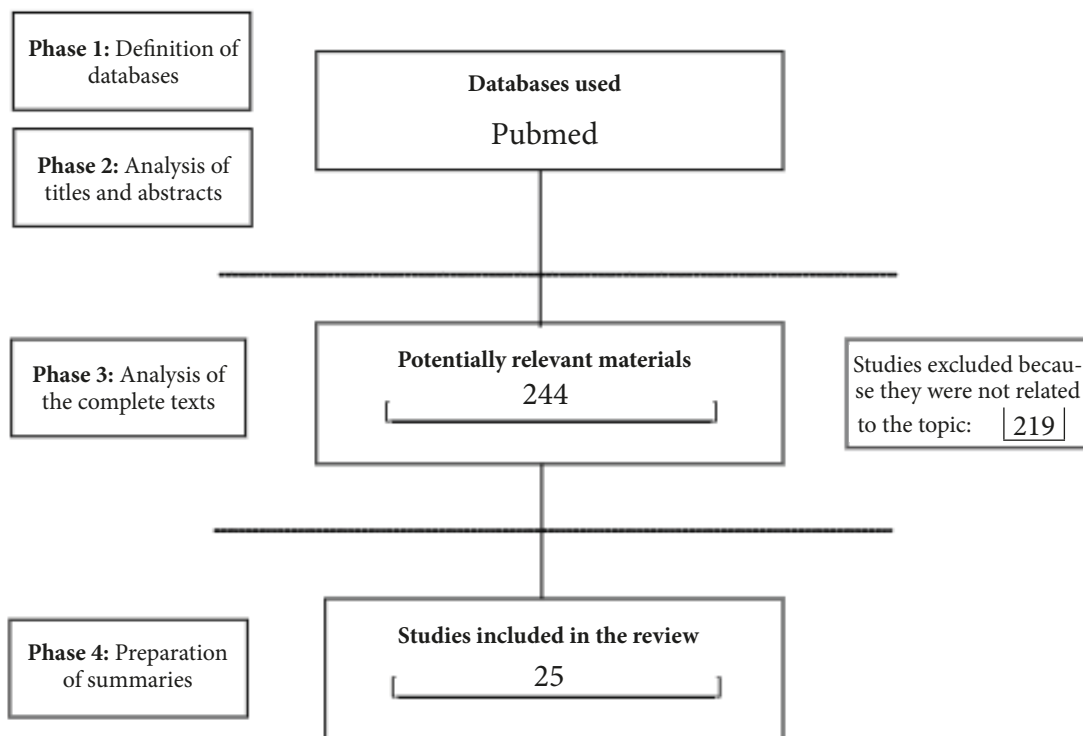 Phase 1: Definition of
databases
Databases used
Pubmed
Phase 2: Analysis of
titles and abstracts
Phase 3: Analysis of
the complete texts
Potentially relevant materials
244
Studies excluded becau-
se they were not related
to the topic: 219
Phase 4: Preparation
of summaries
Studies included in the review
25